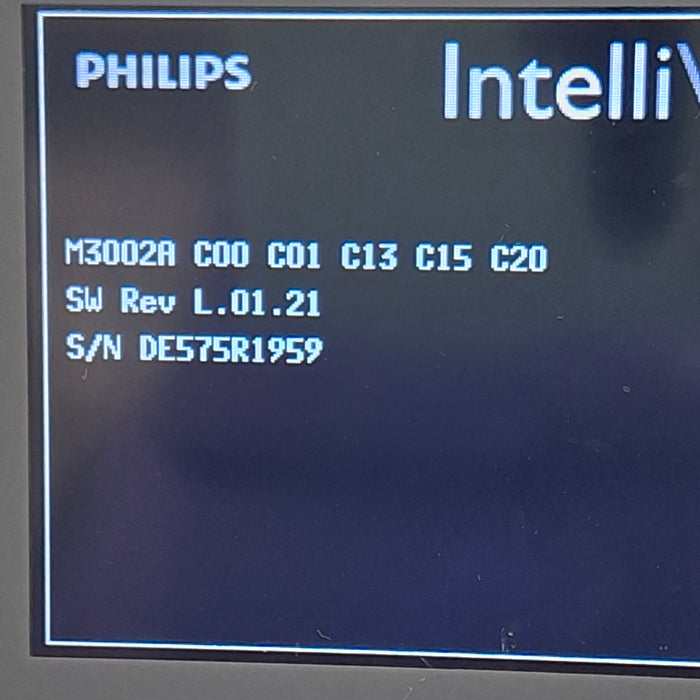 PHILIPS
IntelliV
M3002A C00 C01 C13 C15 C20
SW Rev L.01.21
S/N DE575R1959